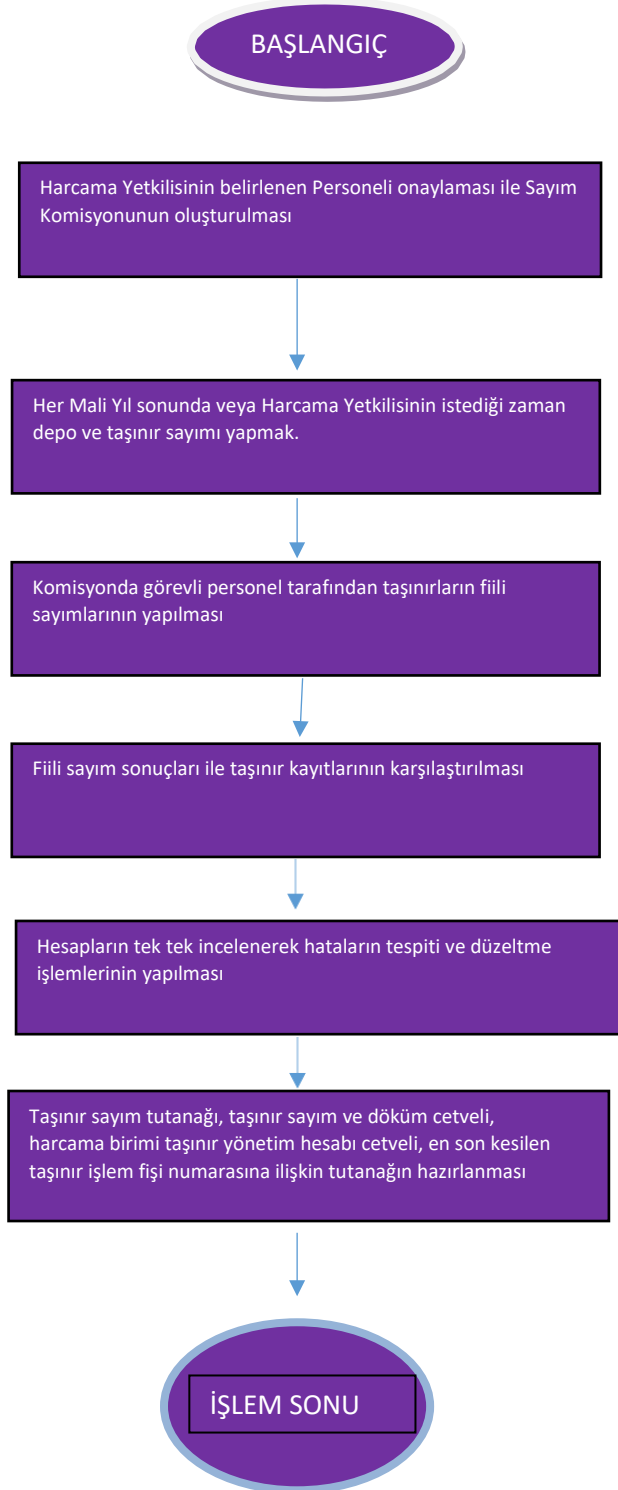 BAŞLANGIÇ
Harcama Yetkilisinin belirlenen Personeli onaylaması ile Sayım
Komisyonunun oluşturulması
Her Mali Yıl sonunda veya Harcama Yetkilisinin istediği zaman
depo ve taşınır sayımı yapmak.
Komisyonda görevli personel tarafından taşınırların fiili
sayımlarının yapılması
Fiili sayım sonuçları ile taşınır kayıtlarının karşılaştırılması
Hesapların tek tek incelenerek hataların tespiti ve düzeltme
işlemlerinin yapılması
Taşınır sayım tutanağı, taşınır sayım ve döküm cetveli,
harcama birimi taşınır yönetim hesabı cetveli, en son kesilen
taşınır işlem fişi numarasına ilişkin tutanağın hazırlanması
İŞLEM SONU